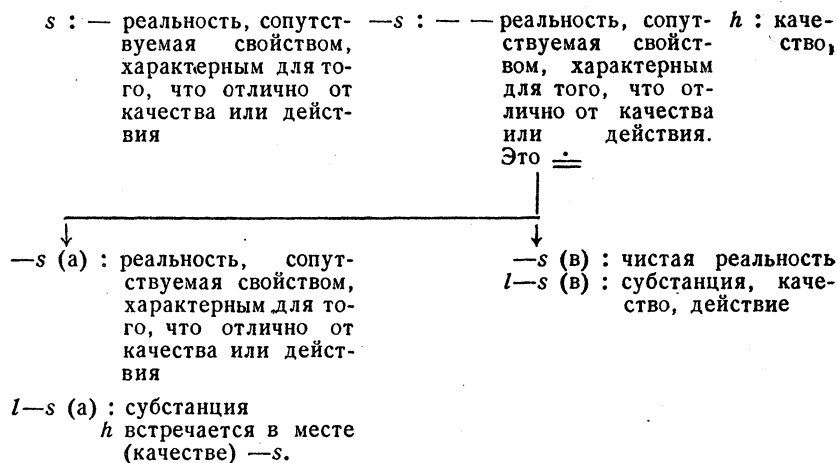 s : — реальность, сопутст-
вуемая свойством,
характерным для то-
го, что отлично от
качества или дейст-
вия
—s : — — реальность, сопут-
ствуемая свойст-
вом, характерным
для того, что от-
лично от качества
или действия.
Это ≐
h : каче-
ство,
—s (а) : реальность, сопут-
ствуемая свойством,
характерным для то-
го, что отлично от
качества или дейст-
вия
l—s (а) : субстанция
h встречается в месте
(качестве) —s.
—s (в) : чистая реальность
l—s (в) : субстанция, каче-
ство, действие